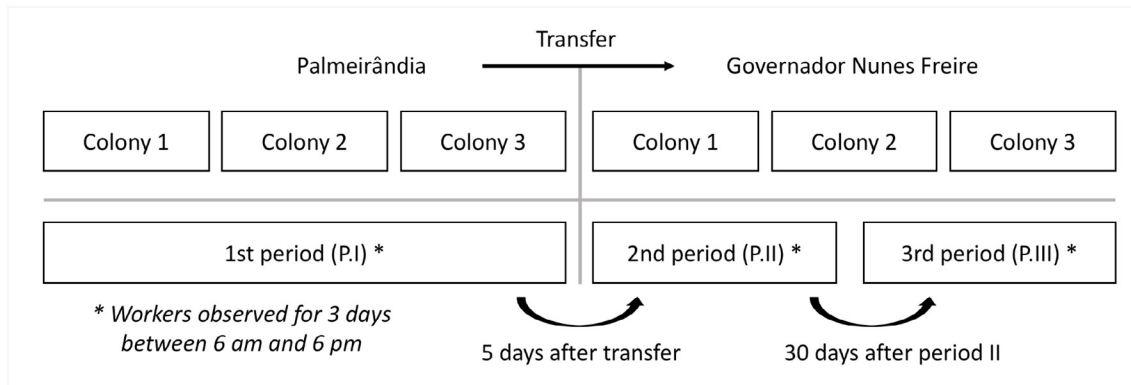 Transfer
Palmeirândia
Governador Nunes Freire
Colony 1
Colony 2
Colony 3
Colony 1
Colony 2
Colony 3
1st period (P.I) *
2nd period (P.II) *
3rd period (P.III) *
* Workers observed for 3 days
between 6 am and 6 pm
5 days after transfer
30 days after period II